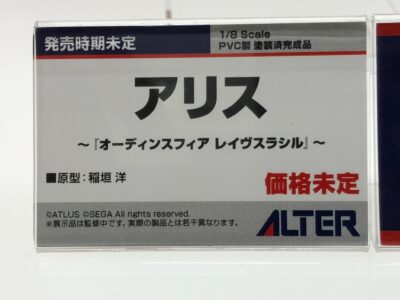 発売時期未定
1/8 Scale
PVC製 塗装済完成品
アリス
～『オーディンスフィア レイヴスラシル』～
■原型：稲垣 洋
価格未定
©ATLUS ©SEGA All rights reserved.
※展示品は監修中です。実際の製品とは若干異なります。
ALTER